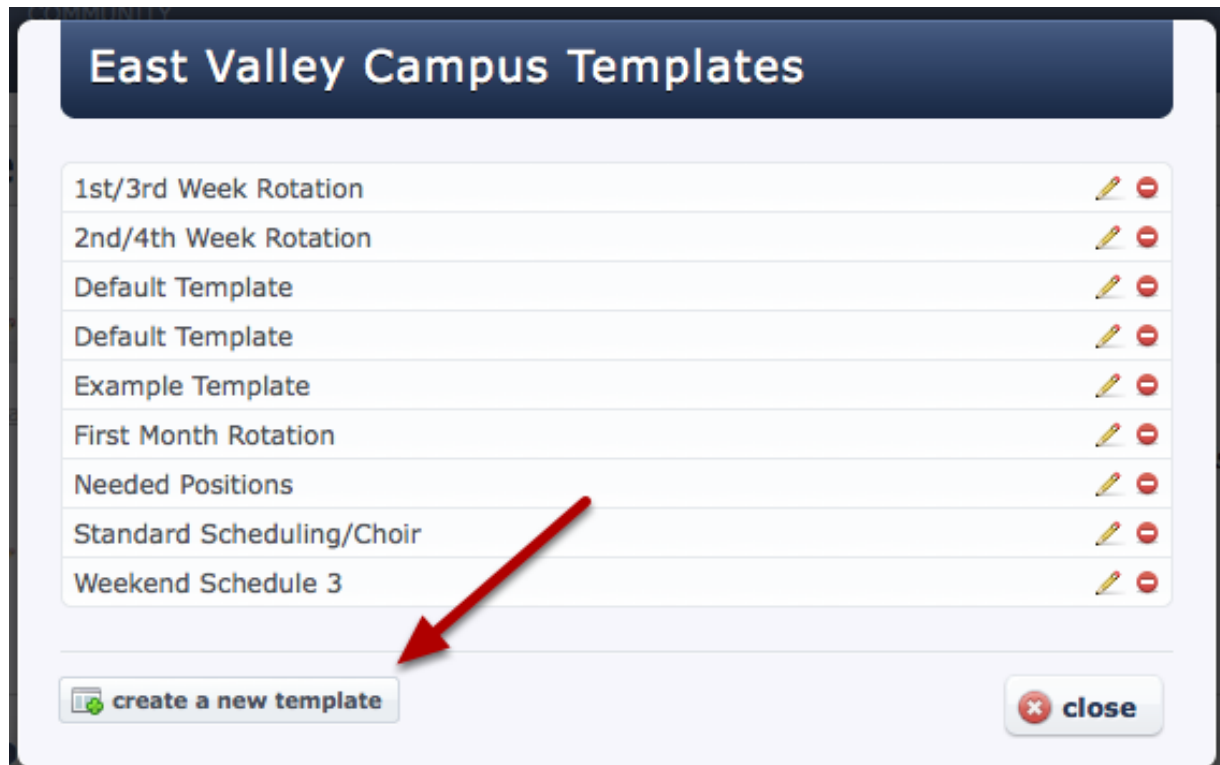 COMMUNITY
East Valley Campus Templates
1st/3rd Week Rotation
2nd/4th Week Rotation
Default Template
Default Template
Example Template
First Month Rotation
Needed Positions
Standard Scheduling/Choir
Weekend Schedule 3
create a new template
close